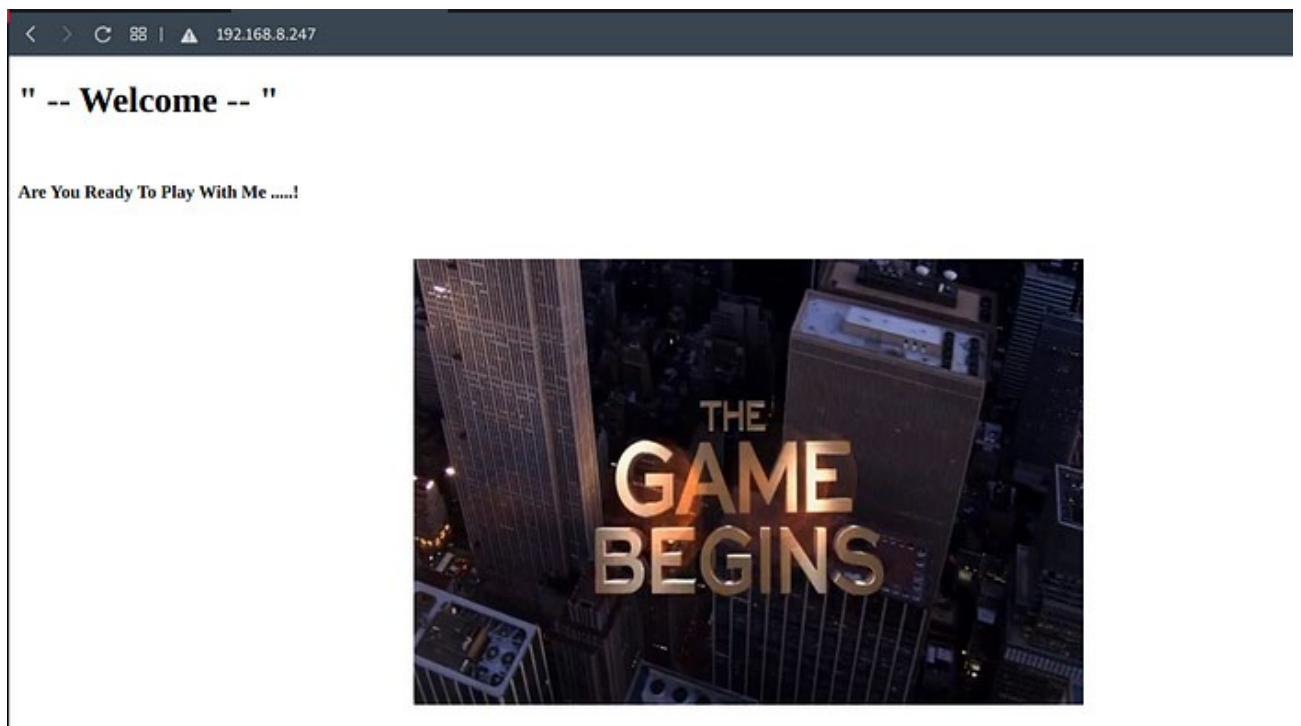 192.168.8.247
" -- Welcome -- "
Are You Ready To Play With Me .....!
THE
GAME
BEGINS